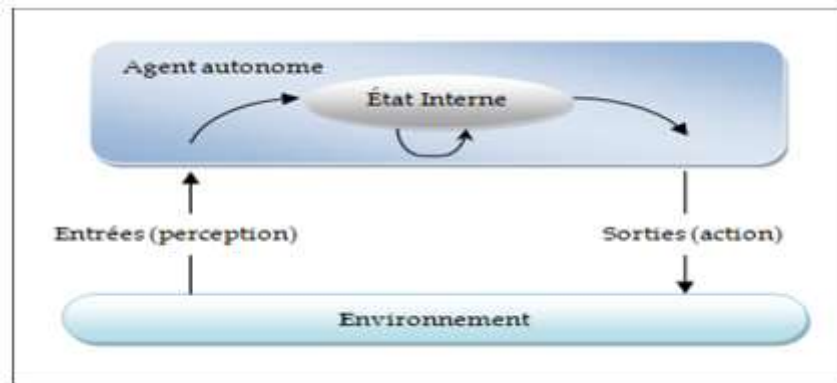 Agent autonome
État Interne
Entrées (perception)
Sorties (action)
Environnement